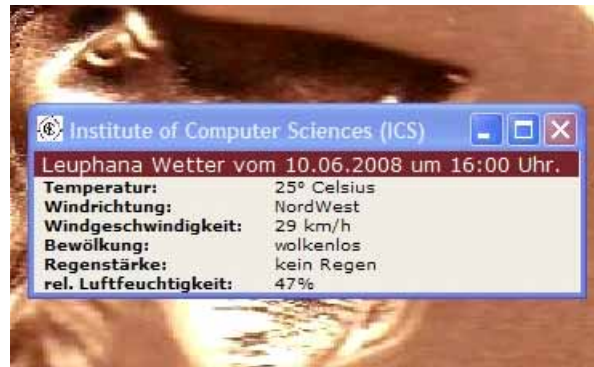 Institute of Computer Sciences (ICS)
Leuphana Wetter vom 10.06.2008 um 16:00 Uhr.
Temperatur: 25° Celsius
Windrichtung: NordWest
Windgeschwindigkeit: 29 km/h
Bewölkung: wolkenlos
Regenstärke: kein Regen
rel. Luftfeuchtigkeit: 47%